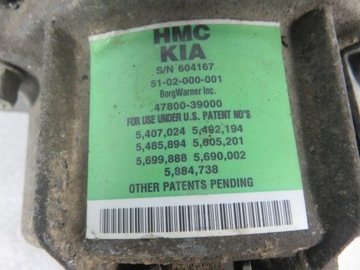 HMC
KIA
S/N 604167
51-02-000-001
BorgWarner Inc.
47800-39000
FOR USE UNDER U.S. PATENT NO'S
5,407,024 5,492,194
5,485,894 5,605,201
5,699,888 5,690,002
5,884,738
OTHER PATENTS PENDING